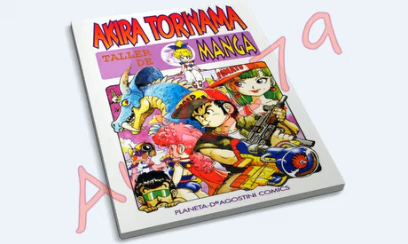 AKIRA TORIYAMA
TALLER
DE
MANGA
PLANETA-DeAGOSTINI COMICS